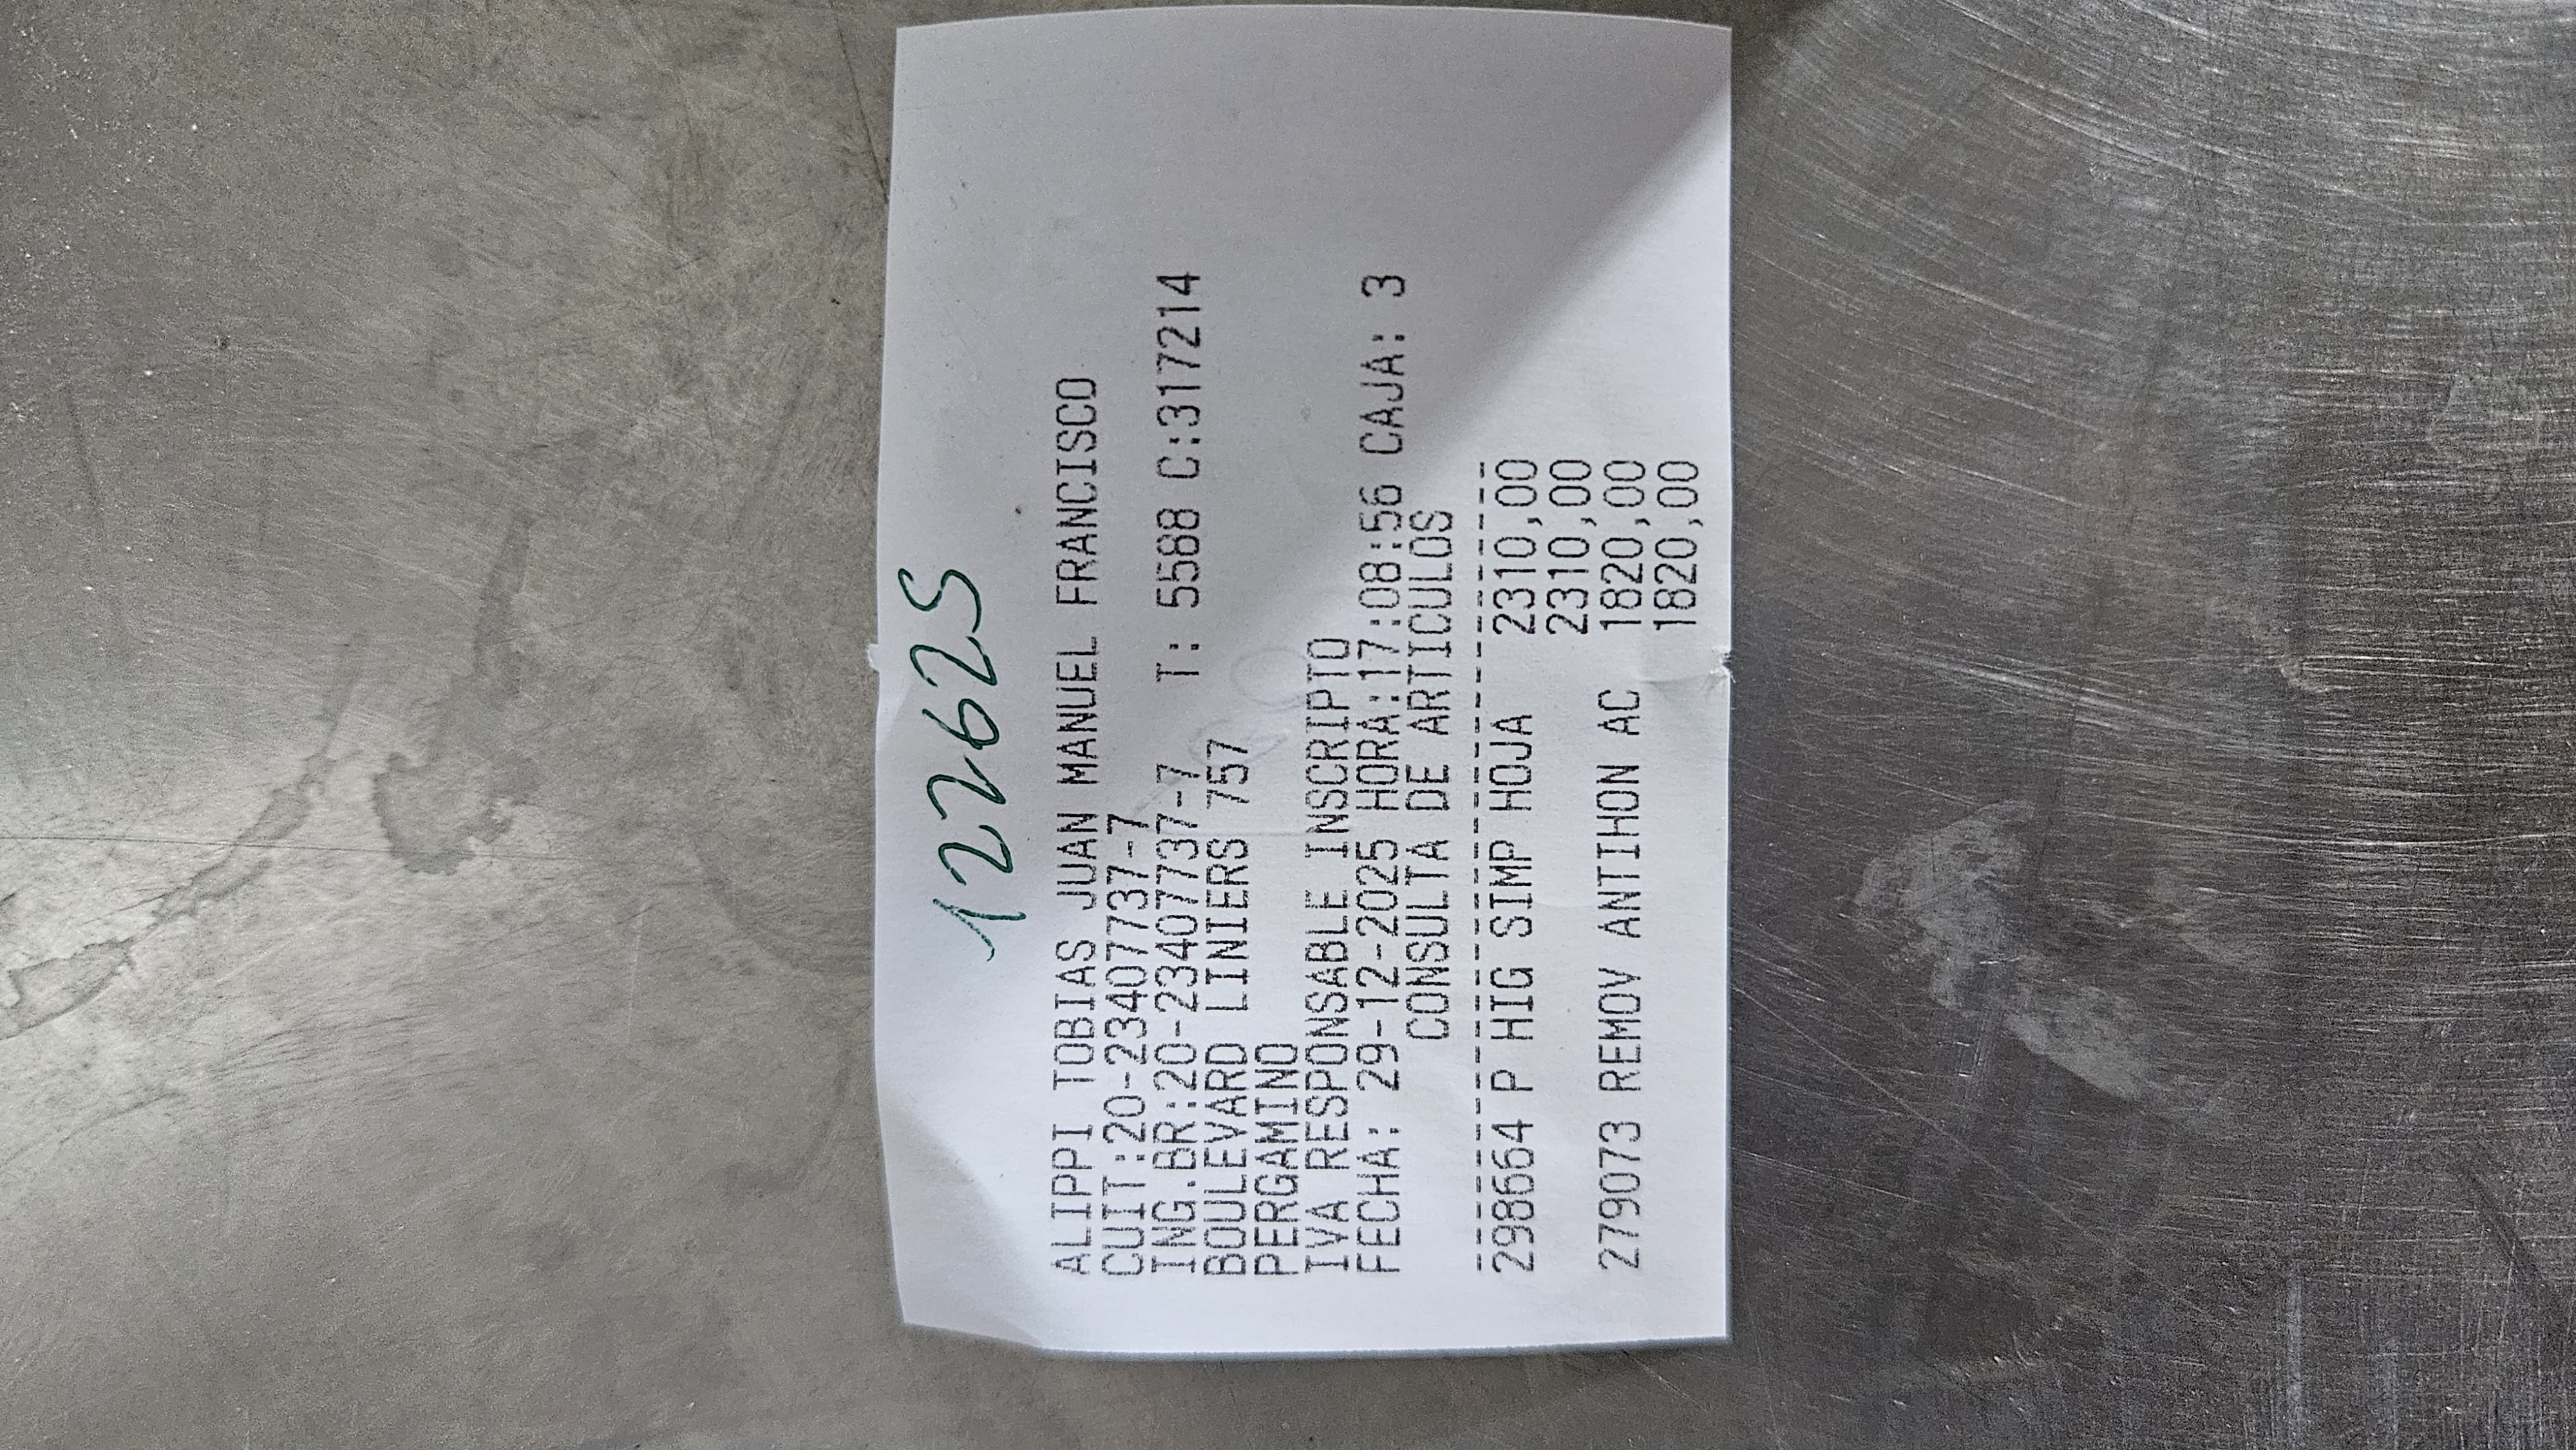 122625
ALIPPI TOBIAS JUAN MANUEL FRANCISCO
CUIT:20-23407737-7
ING.BR:20-23407737-7 T: 5588 C:317214
BOULEVARD LINIERS 757
PERGAMINO
IVA RESPONSABLE INSCRIPTO
FECHA: 29-12-2025 HORA:17:08:56 CAJA: 3
CONSULTA DE ARTICULOS
--------------------------------
298664 P HIG SIMP HOJA 2310,00
2310,00
279073 REMOV ANTIHON AC 1820,00
1820,00